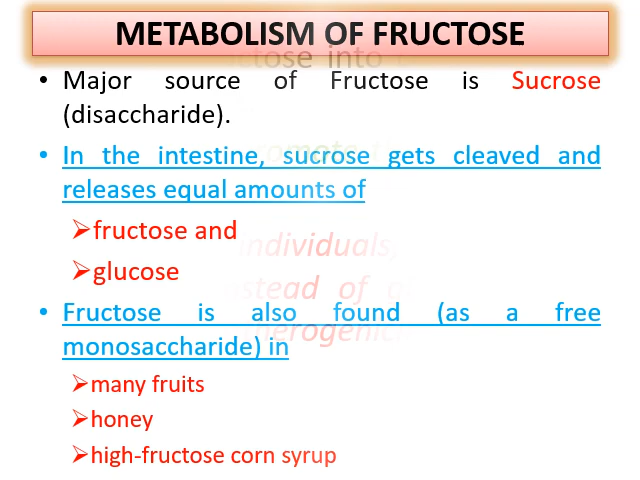 METABOLISM OF FRUCTOSE
• Major source of Fructose is Sucrose
(disaccharide).
• In the intestine, sucrose gets cleaved and
releases equal amounts of
➢fructose and
➢glucose
• Fructose is also found (as a free
monosaccharide) in
➢many fruits
➢honey
➢high-fructose corn syrup